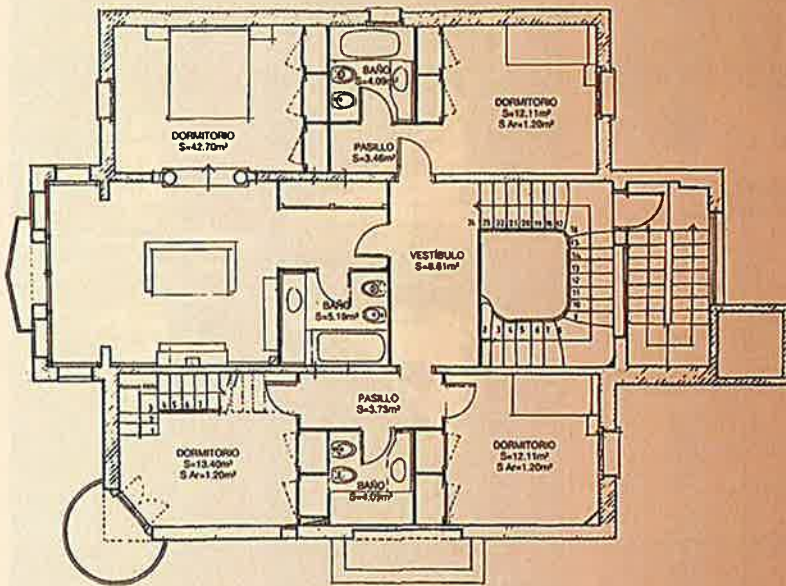 BAÑO
S=4.09m²
DORMITORIO
S=42.70m²
DORMITORIO
S=12.11m²
S Ar=1.20m²
PASILLO
S=3.46m²
VESTÍBULO
S=8.61m²
BAÑO
S=5.19m²
PASILLO
S=3.73m²
DORMITORIO
S=13.40m²
S Ar=1.20m²
BAÑO
S=4.09m²
DORMITORIO
S=12.11m²
S Ar=1.20m²